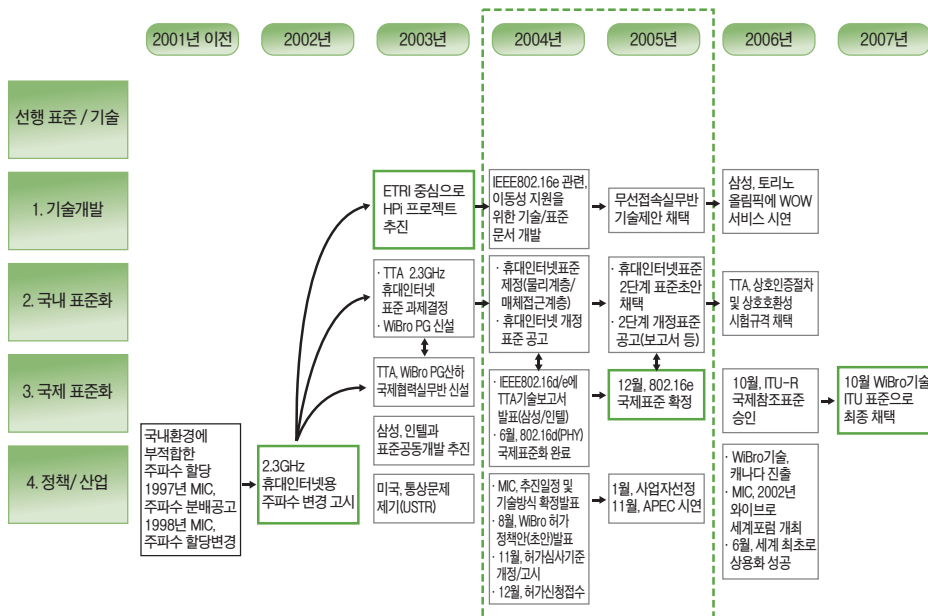 2001년 이전
2002년
2003년
2004년
2005년
2006년
2007년
선행 표준 / 기술
1. 기술개발
ETRI 중심으로
HPi 프로젝트
추진
IEEE802.16e 관련,
이동성 지원을
위한 기술/표준
문서 개발
무선접속실무반
기술제안 채택
삼성, 토리노
올림픽에 WOW
서비스 시연
2. 국내 표준화
· TTA 2.3GHz
휴대인터넷
표준 과제결정
· WiBro PG 신설
· 휴대인터넷표준
제정(물리계층/
매체접근계층)
· 휴대인터넷 개정
표준 공고
· 휴대인터넷표준
2단계 표준초안
채택
· 2단계 개정표준
공고(보고서 등)
TTA, 상호인증절차
및 상호호환성
시험규격 채택
3. 국제 표준화
TTA, WiBro PG산하
국제협력실무반 신설
· IEEE802.16d/e에
TTA기술보고서
발표(삼성/인텔)
· 6월, 802.16d(PHY)
국제표준화 완료
12월, 802.16e
국제표준 확정
10월, ITU-R
국제참조표준
승인
10월 WiBro기술
ITU 표준으로
최종 채택
4. 정책/ 산업
국내환경에
부적합한
주파수 할당
1997년 MIC,
주파수 분배공고
1998년 MIC,
주파수 할당변경
2.3GHz
휴대인터넷용
주파수 변경 고시
삼성, 인텔과
표준공동개발 추진
미국, 통상문제
제기(USTR)
· MIC, 추진일정 및
기술방식 확정발표
· 8월, WiBro 허가
정책안(초안)발표
· 11월, 허가심사기준
개정/고시
· 12월, 허가신청접수
1월, 사업자선정
11월, APEC 시연
· WiBro기술,
캐나다 진출
· MIC, 2002년
와이브로
세계포럼 개최
· 6월, 세계 최초로
상용화 성공